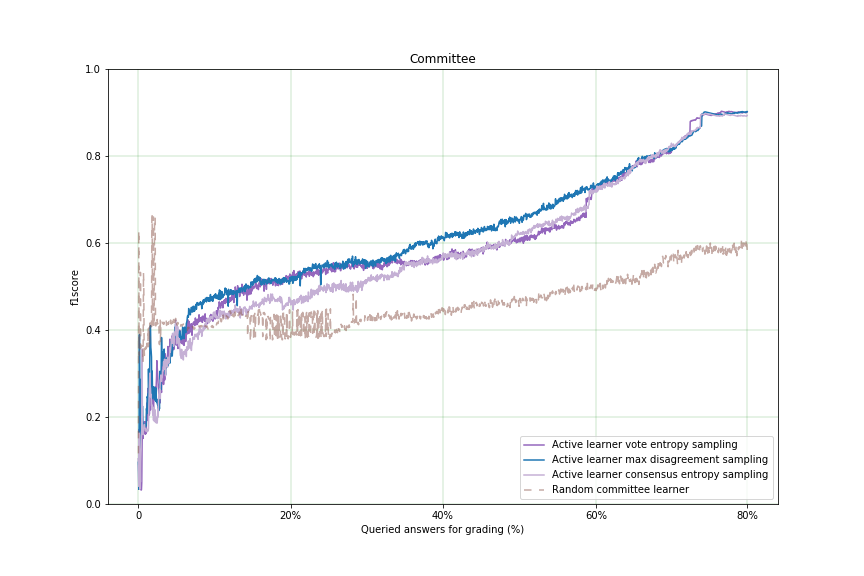 Committee
1.0
0.8
0.6
0.4
0.2
0.0
f1score
0
20%
40%
60%
80%
Queried answers for grading (%)
Active learner vote entropy sampling
Active learner max disagreement sampling
Active learner consensus entropy sampling
Random committee learner